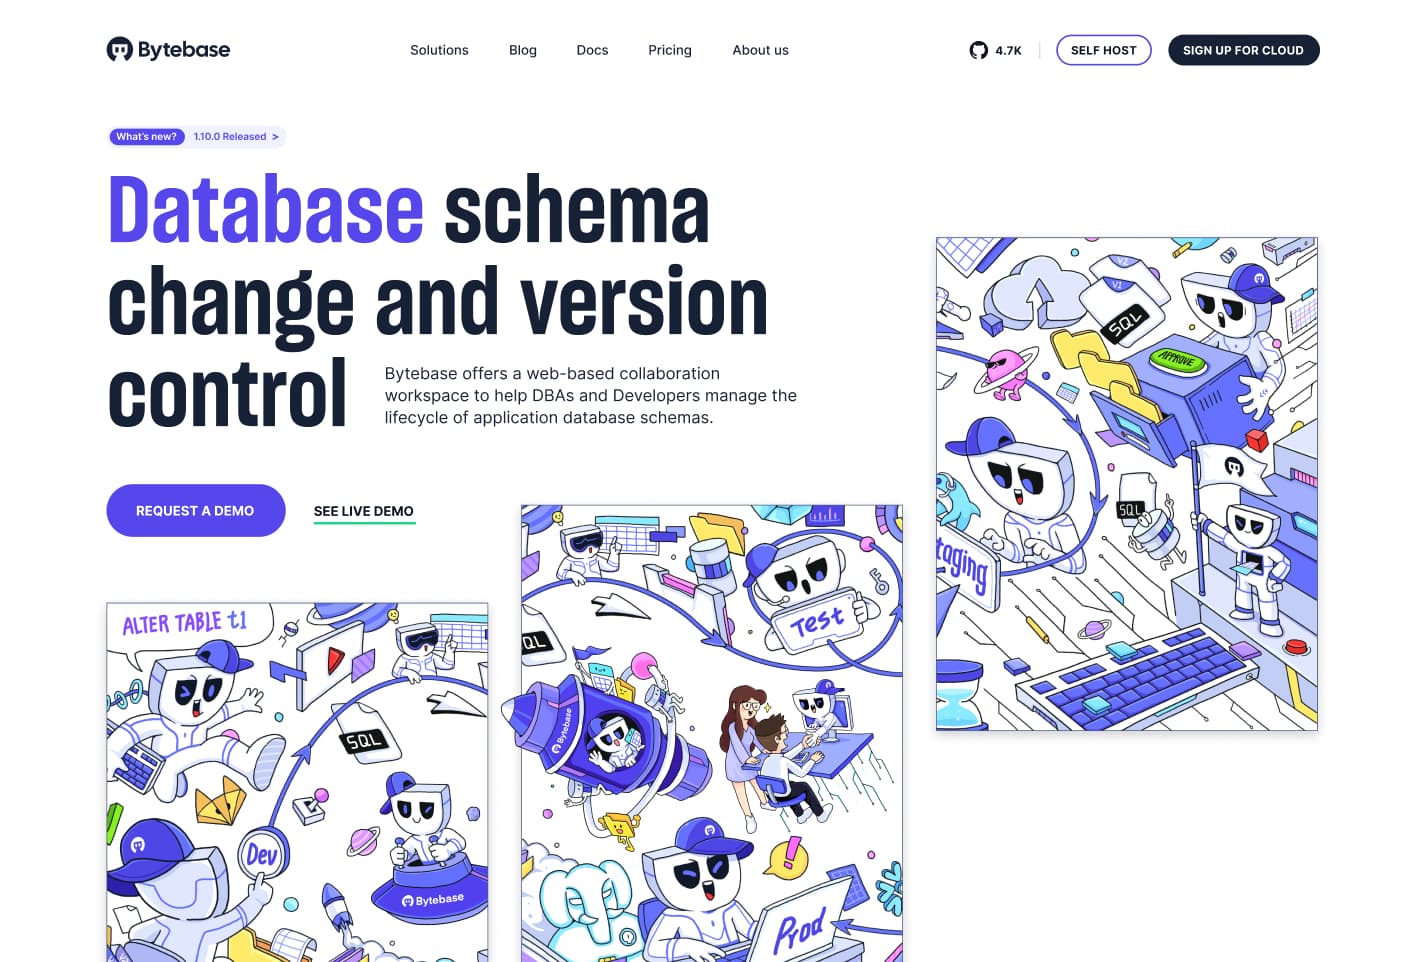 Bytebase
Solutions
Blog
Docs
Pricing
About us
4.7K
SELF HOST
SIGN UP FOR CLOUD
What's new?
1.10.0 Released >
Database schema
change and version
control
Bytebase offers a web-based collaboration
workspace to help DBAs and Developers manage the
lifecycle of application database schemas.
REQUEST A DEMO
SEE LIVE DEMO
V2
V1
SQL
APPROVE
SQL
taging
QL
Test
Bytebase
Prod
ALTER TABLE t1
SQL
Dev
Bytebase